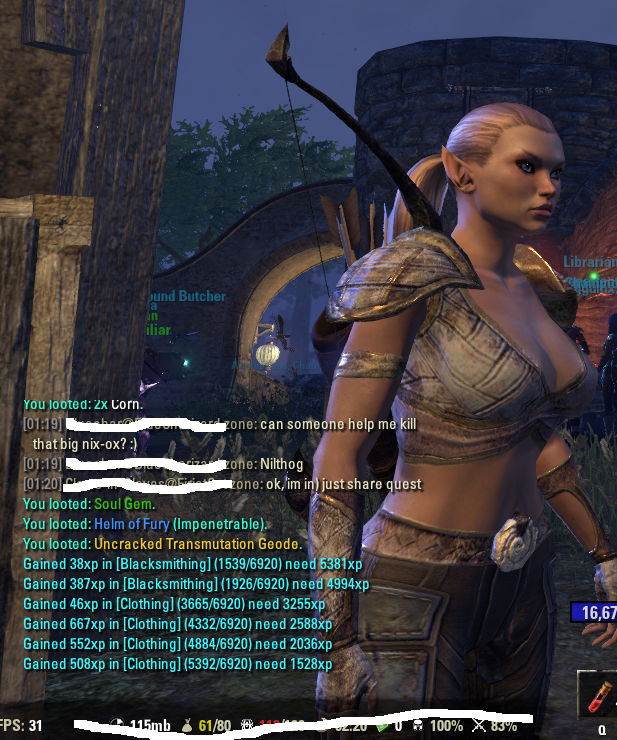 Librarian
ound Butcher
You looted: 2x Corn.
[01:19] zone: can someone help me kill
that big nix-ox? :)
[01:19] zone: Nilthog
[01:20] zone: ok, im in) just share quest
You looted: Soul Gem.
You looted: Helm of Fury (Impenetrable).
You looted: Uncracked Transmutation Geode.
Gained 38xp in [Blacksmithing] (1539/6920) need 5381xp
Gained 387xp in [Blacksmithing] (1926/6920) need 4994xp
Gained 46xp in [Clothing] (3665/6920) need 3255xp
Gained 667xp in [Clothing] (4332/6920) need 2588xp
Gained 552xp in [Clothing] (4884/6920) need 2036xp
Gained 508xp in [Clothing] (5392/6920) need 1528xp
16,67
FPS: 31 115mb 61/80 0 100% 83%
Q